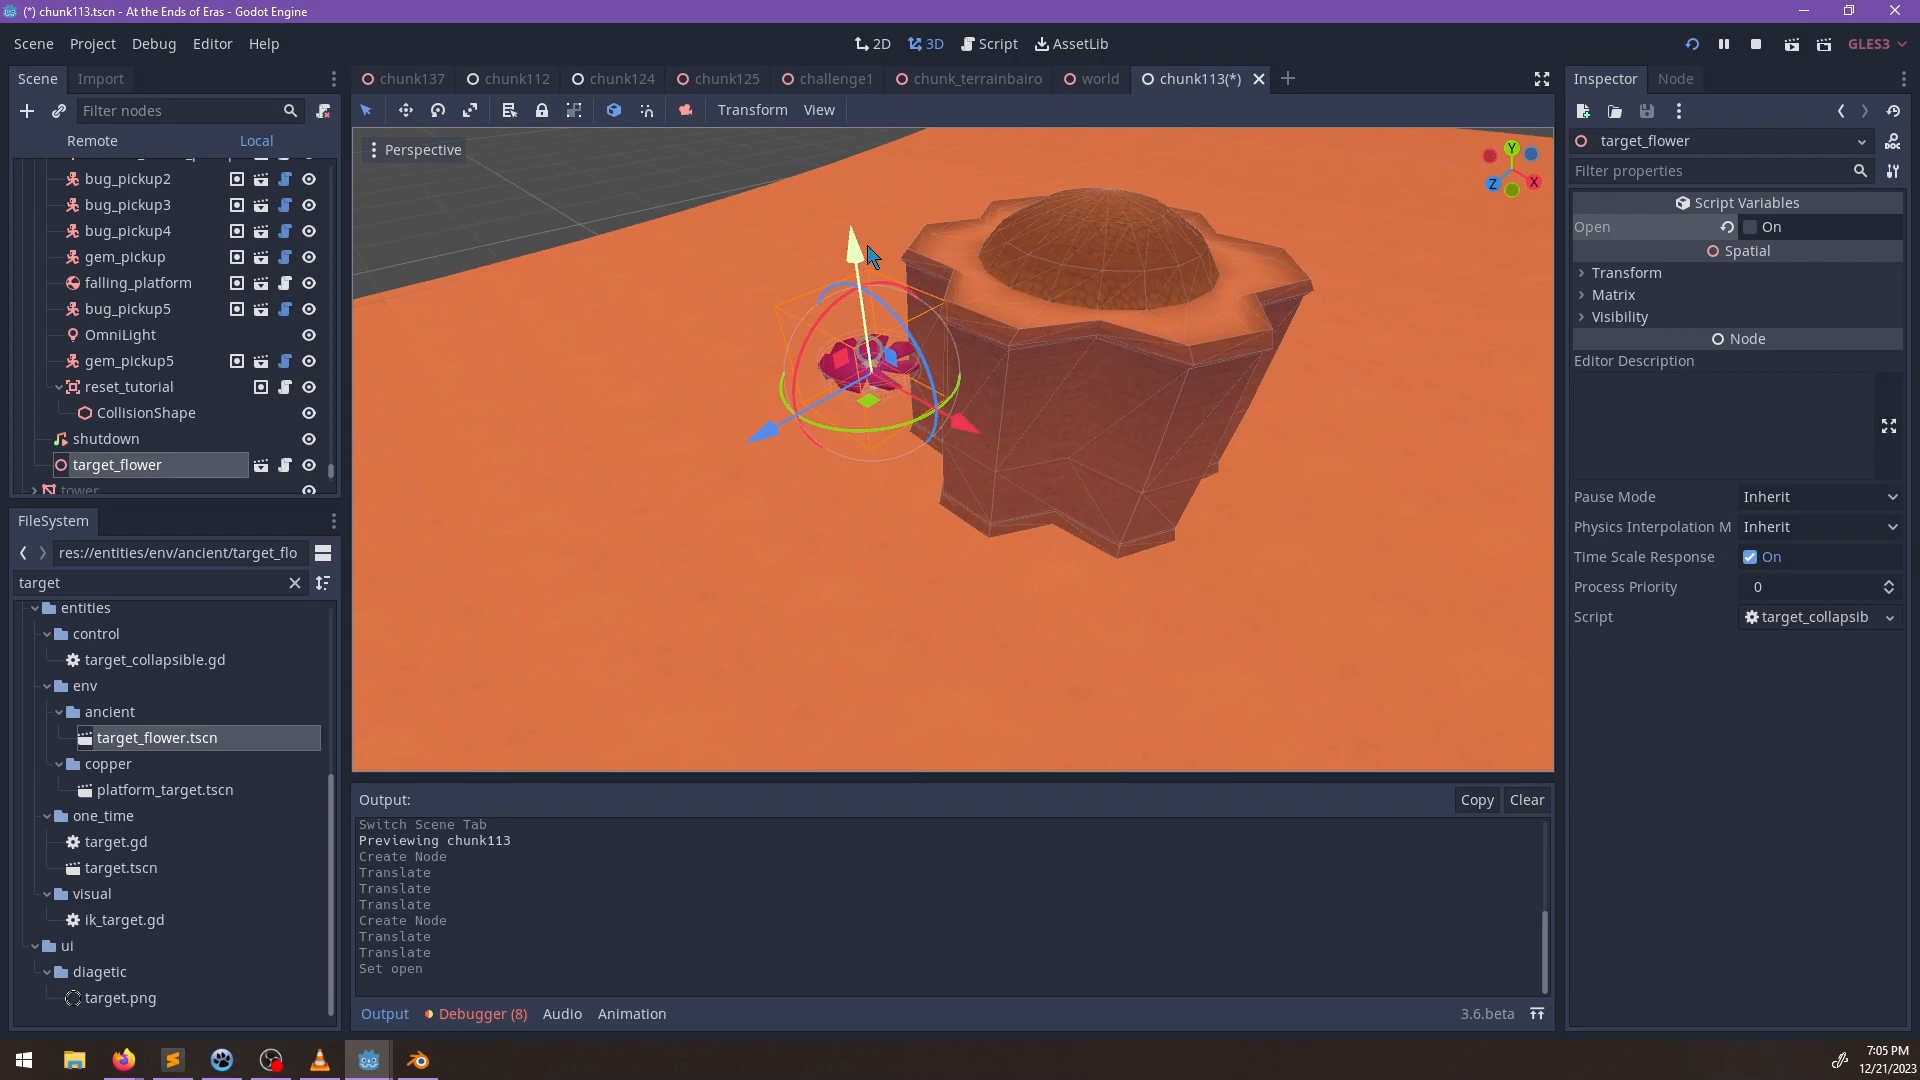 (*) chunk113.tscn - At the Ends of Eras - Godot Engine
Scene Project Debug Editor Help
2D 3D Script AssetLib
GLES3
Scene Import
chunk137 chunk112 chunk124 chunk125 challenge1 chunk_terrainbairo world chunk113(*)
Inspector Node
Filter nodes
Transform View
Remote Local
Perspective
Y
Z
X
target_flower
Filter properties
bug_pickup2
bug_pickup3
bug_pickup4
gem_pickup
falling_platform
bug_pickup5
OmniLight
gem_pickup5
reset_tutorial
CollisionShape
shutdown
target_flower
tower
Script Variables
Open On
Spatial
Transform
Matrix
Visibility
Node
Editor Description
Pause Mode Inherit
Physics Interpolation M Inherit
Time Scale Response On
Process Priority 0
Script target_collapsib
FileSystem
res://entities/env/ancient/target_flo
target
entities
control
target_collapsible.gd
env
ancient
target_flower.tscn
copper
platform_target.tscn
one_time
target.gd
target.tscn
visual
ik_target.gd
ui
diagetic
target.png
Output:
Copy Clear
Switch Scene Tab
Previewing chunk113
Create Node
Translate
Translate
Translate
Create Node
Translate
Translate
Set open
Output Debugger (8) Audio Animation
3.6.beta
7:05 PM
12/21/2023